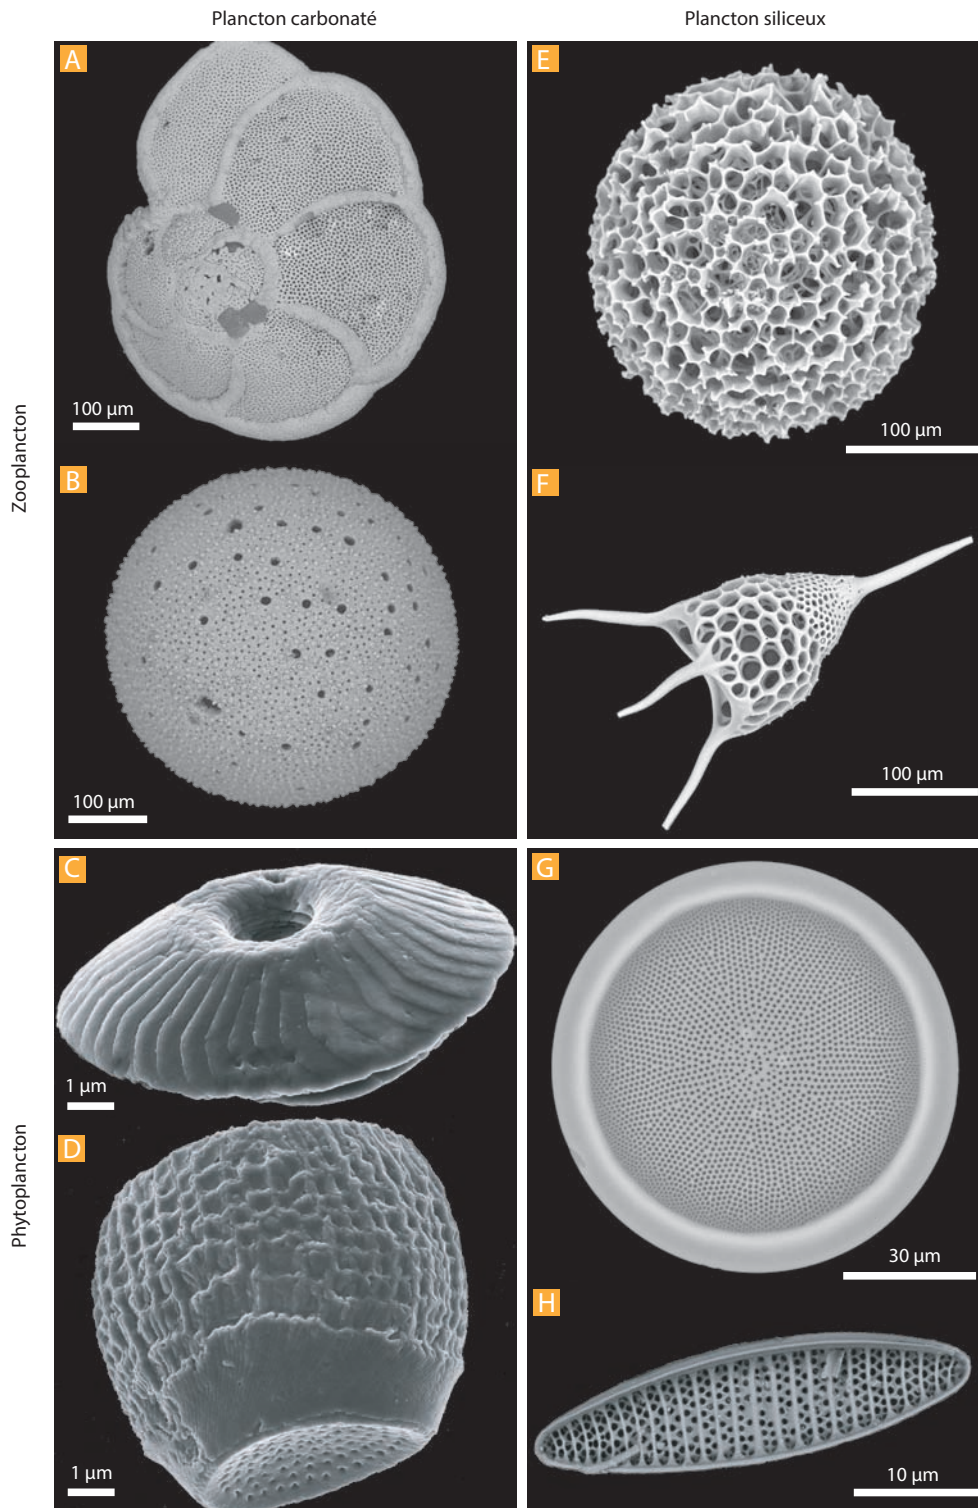 Plancton carbonaté
Plancton siliceux
Zooplancton
Phytoplancton
A
100 µm
B
100 µm
C
1 µm
D
1 µm
E
100 µm
F
100 µm
G
30 µm
H
10 µm